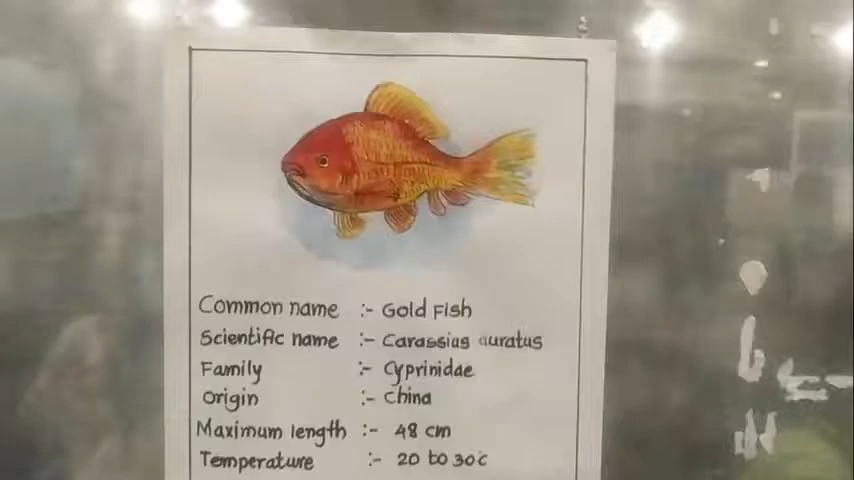 Common name :- Gold Fish
Scientific name :- Carassius auratus
Family :- Cyprinidae
Origin :- China
Maximum length :- 48 cm
Temperature :- 20 to 30c